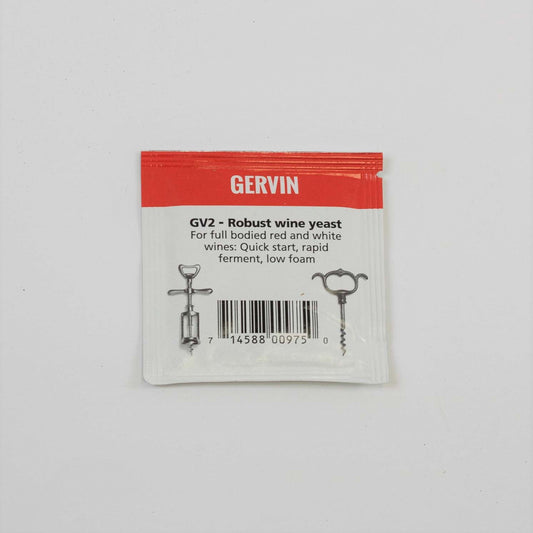 GERVIN
GV2 - Robust wine yeast
For full bodied red and white
wines: Quick start, rapid
ferment, low foam
7 14588 00975 0